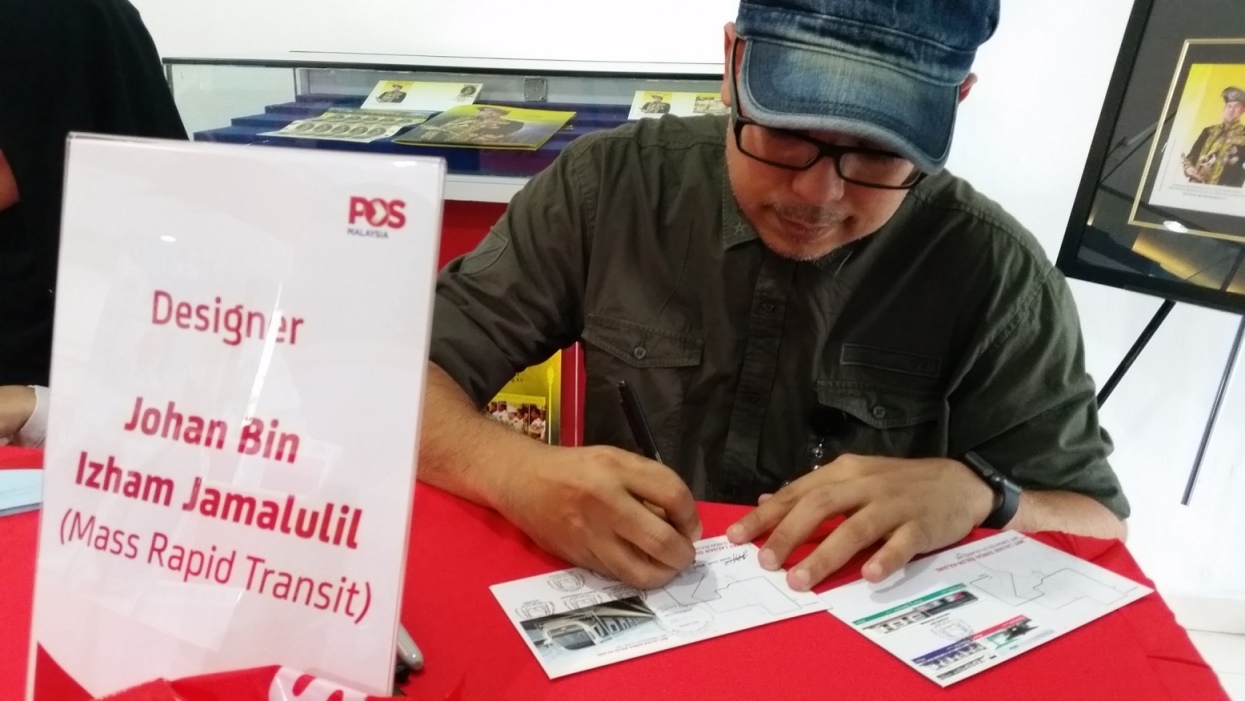 POS
MALAYSIA
Designer
Johan Bin
Izham Jamalulil
(Mass Rapid Transit)